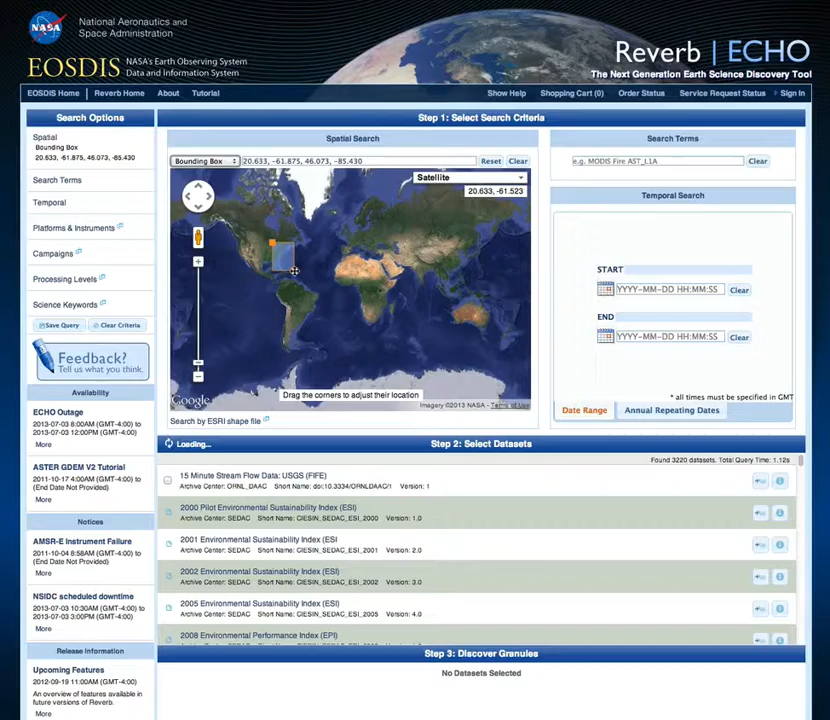 NASA
National Aeronautics and
Space Administration
EOSDIS NASA's Earth Observing System
Data and Information System
Reverb | ECHO
The Next Generation Earth Science Discovery Tool
EOSDIS Home | Reverb Home About Tutorial Show Help Shopping Cart (0) Order Status Service Request Status Sign In
Search Options
Spatial
Bounding Box
20.633, -61.875, 46.073, -85.430
Search Terms
Temporal
Platforms & Instruments
Campaigns
Processing Levels
Science Keywords
Save Query Clear Criteria
Feedback?
Tell us what you think.
Availability
ECHO Outage
2013-07-03 8:00AM (GMT-4:00) to
2013-07-03 12:00PM (GMT-4:00)
More
ASTER GDEM V2 Tutorial
2011-10-17 4:00AM (GMT-4:00) to
(End Date Not Provided)
More
Notices
AMSR-E Instrument Failure
2011-10-04 8:58AM (GMT-4:00) to
(End Date Not Provided)
More
NSIDC scheduled downtime
2013-07-03 10:30AM (GMT-4:00) to
2013-07-03 3:00PM (GMT-4:00)
More
Release Information
Upcoming Features
2012-09-19 11:00AM (GMT-4:00)
An overview of features available in
future versions of Reverb.
More
Step 1: Select Search Criteria
Spatial Search
Bounding Box 20.633, -61.875, 46.073, -85.430 Reset Clear
Satellite
20.633, -61.523
Drag the corners to adjust their location
Google
Imagery ©2013 NASA - Terms of Use
Search by ESRI shape file
Search Terms
e.g. MODIS Fire AST_L1A Clear
Temporal Search
START
YYYY-MM-DD HH:MM:SS Clear
END
YYYY-MM-DD HH:MM:SS Clear
* all times must be specified in GMT
Date Range Annual Repeating Dates
Loading... Step 2: Select Datasets
Found 3220 datasets. Total Query Time: 1.12s
15 Minute Stream Flow Data: USGS (FIFE)
Archive Center: ORNL_DAAC Short Name: doi:10.3334/ORNLDAAC/1 Version: 1
2000 Pilot Environmental Sustainability Index (ESI)
Archive Center: SEDAC Short Name: CIESIN_SEDAC_ESI_2000 Version: 1.0
2001 Environmental Sustainability Index (ESI
Archive Center: SEDAC Short Name: CIESIN_SEDAC_ESI_2001 Version: 2.0
2002 Environmental Sustainability Index (ESI)
Archive Center: SEDAC Short Name: CIESIN_SEDAC_ESI_2002 Version: 3.0
2005 Environmental Sustainability Index (ESI)
Archive Center: SEDAC Short Name: CIESIN_SEDAC_ESI_2005 Version: 4.0
2008 Environmental Performance Index (EPI)
Step 3: Discover Granules
No Datasets Selected